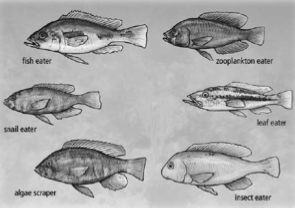 fish eater
zooplankton eater
snail eater
leaf eater
algae scraper
insect eater